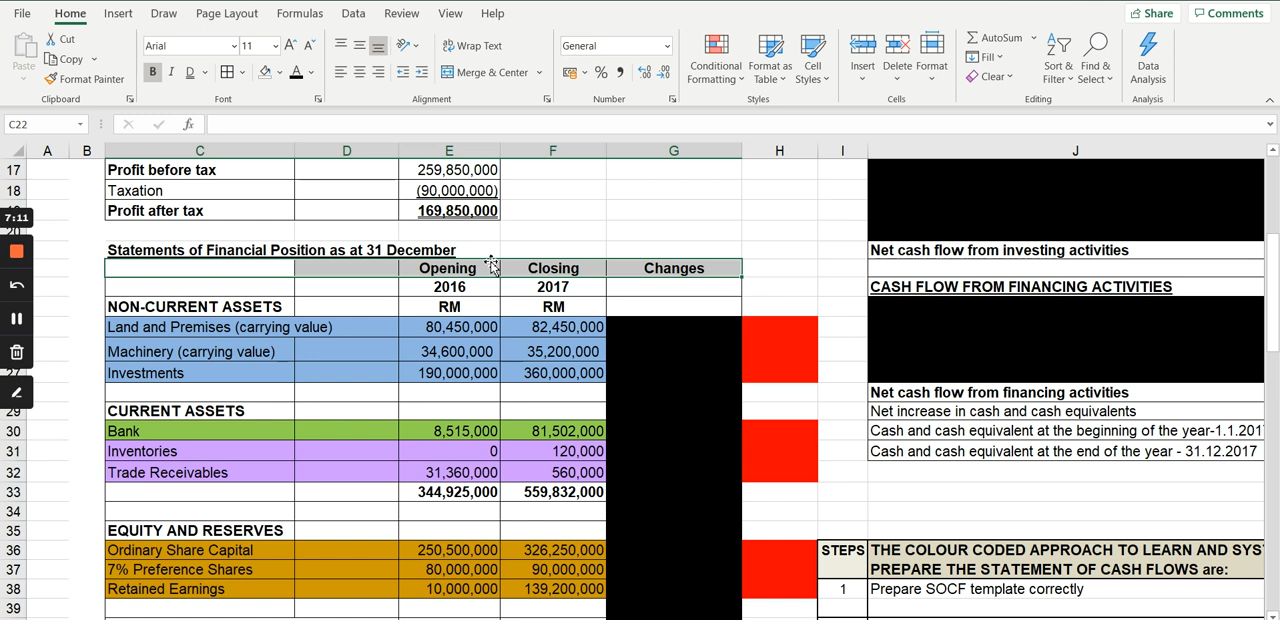 File Home Insert Draw Page Layout Formulas Data Review View Help Share Comments
Paste Cut Copy Format Painter Clipboard
Arial 11 A A B I D A Font
Wrap Text Merge & Center Alignment
General % Number
Conditional Formatting Format as Table Cell Styles Styles
Insert Delete Format Cells
AutoSum Fill Clear Sort & Filter Find & Select Editing
Data Analysis Analysis
C22 fx
A B C D E F G H I J
17 Profit before tax 259,850,000
18 Taxation (90,000,000)
7:11 Profit after tax 169,850,000
20
Statements of Financial Position as at 31 December Net cash flow from investing activities
Opening Closing Changes
2016 2017 CASH FLOW FROM FINANCING ACTIVITIES
NON-CURRENT ASSETS RM RM
Land and Premises (carrying value) 80,450,000 82,450,000
Machinery (carrying value) 34,600,000 35,200,000
27 Investments 190,000,000 360,000,000
Net cash flow from financing activities
29 CURRENT ASSETS Net increase in cash and cash equivalents
30 Bank 8,515,000 81,502,000 Cash and cash equivalent at the beginning of the year-1.1.201
31 Inventories 0 120,000 Cash and cash equivalent at the end of the year - 31.12.2017
32 Trade Receivables 31,360,000 560,000
33 344,925,000 559,832,000
34
35 EQUITY AND RESERVES
36 Ordinary Share Capital 250,500,000 326,250,000 STEPS THE COLOUR CODED APPROACH TO LEARN AND SYS
37 7% Preference Shares 80,000,000 90,000,000 PREPARE THE STATEMENT OF CASH FLOWS are:
38 Retained Earnings 10,000,000 139,200,000 1 Prepare SOCF template correctly
39